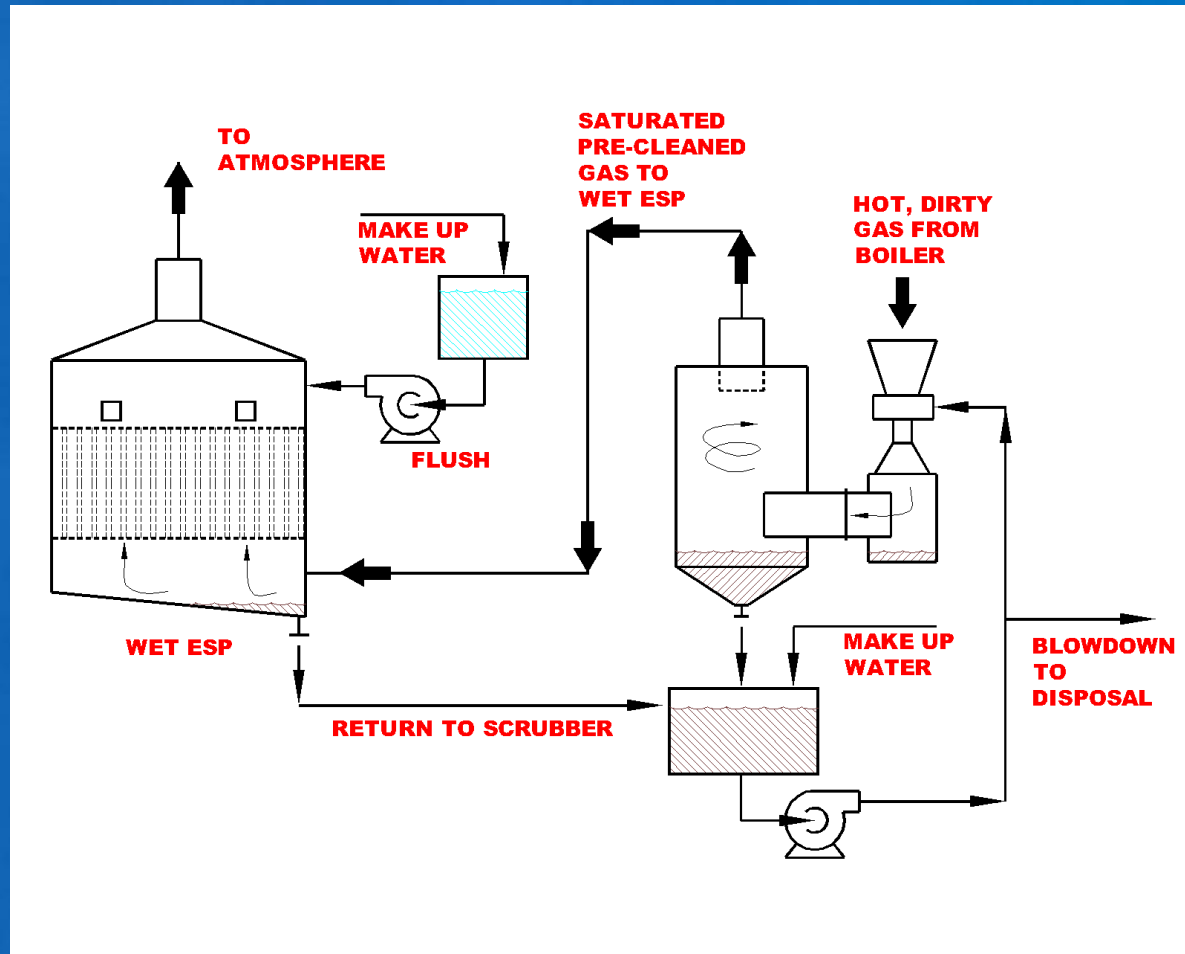 TO
ATMOSPHERE
MAKE UP
WATER
FLUSH
SATURATED
PRE-CLEANED
GAS TO
WET ESP
HOT, DIRTY
GAS FROM
BOILER
WET ESP
RETURN TO SCRUBBER
MAKE UP
WATER
BLOWDOWN
TO
DISPOSAL